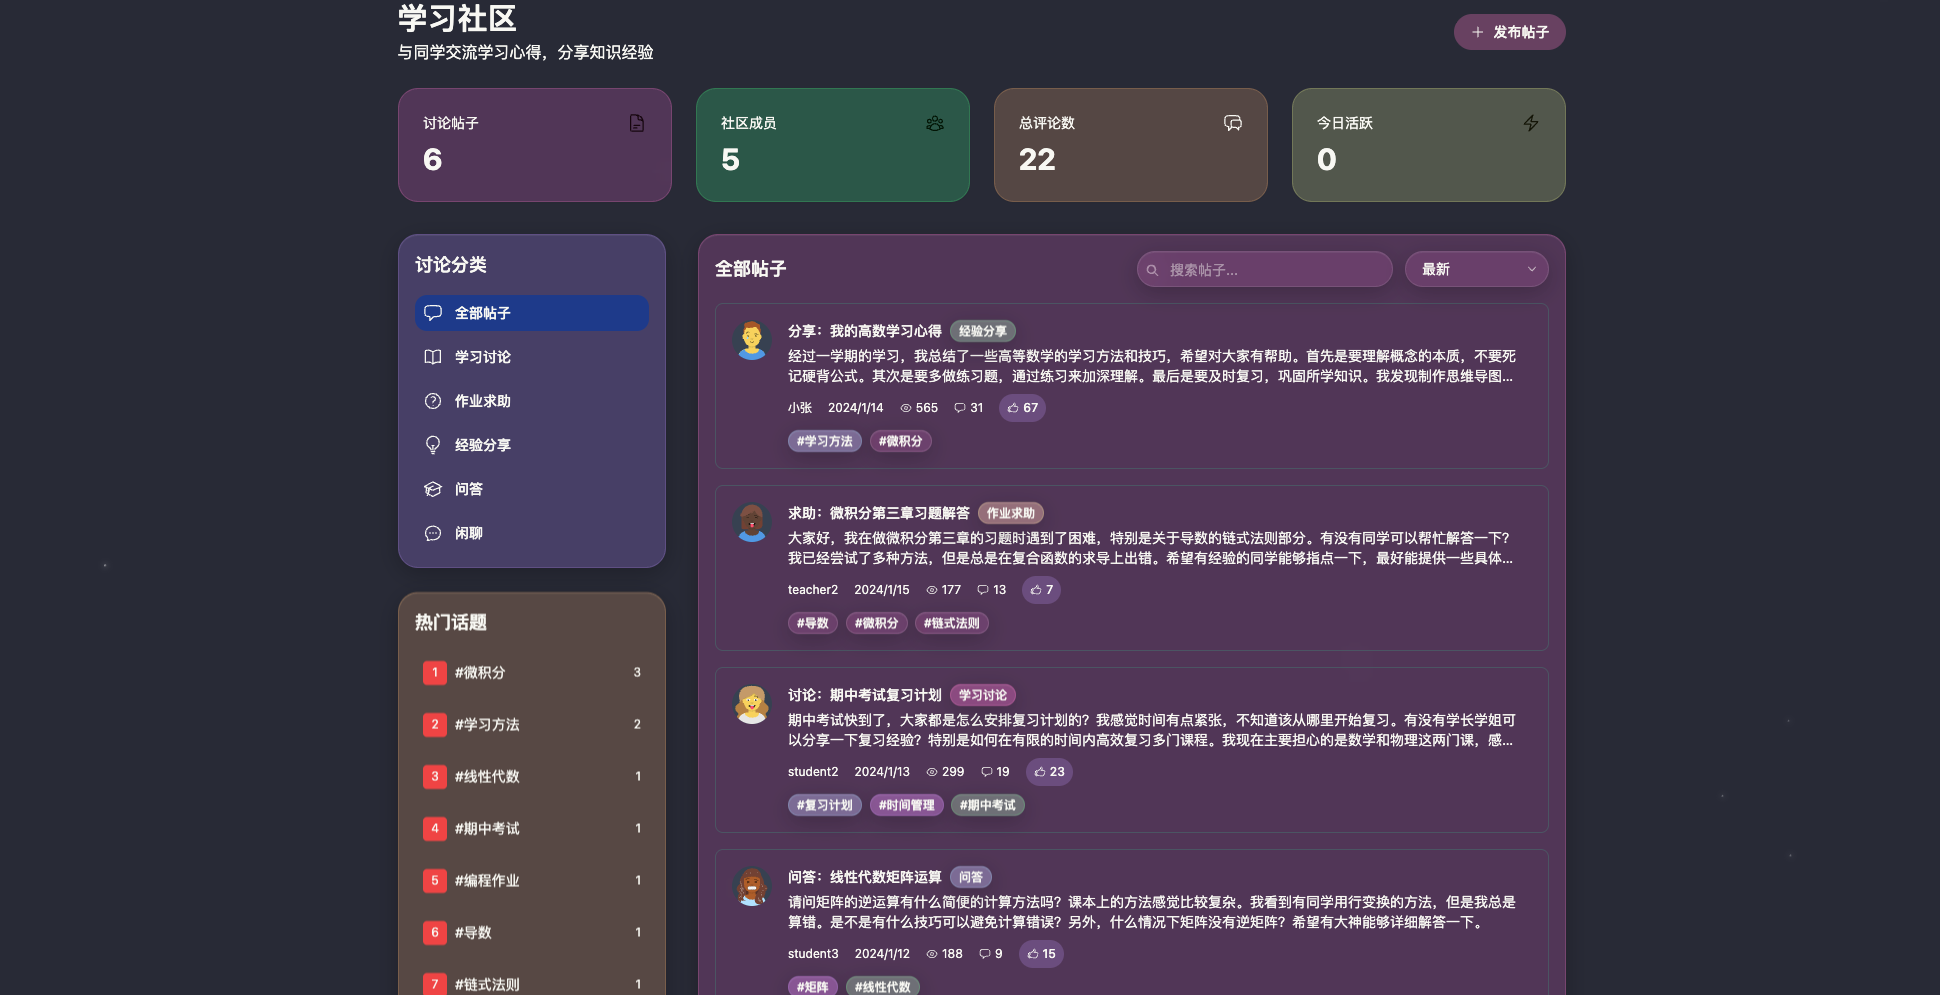 学习社区
与同学交流学习心得，分享知识经验
发布帖子
讨论帖子
6
社区成员
5
总评论数
22
今日活跃
0
讨论分类
全部帖子
学习讨论
作业求助
经验分享
问答
闲聊
热门话题
1 #微积分 3
2 #学习方法 2
3 #线性代数 1
4 #期中考试 1
5 #编程作业 1
6 #导数 1
7 #链式法则 1
全部帖子
搜索帖子...
最新
分享：我的高数学习心得 经验分享
经过一学期的学习，我总结了一些高等数学的学习方法和技巧，希望对大家有帮助。首先是要理解概念的本质，不要死
记硬背公式。其次是要多做练习题，通过练习来加深理解。最后是要及时复习，巩固所学知识。我发现制作思维导图...
小张 2024/1/14 565 31 67
#学习方法 #微积分
求助：微积分第三章习题解答 作业求助
大家好，我在做微积分第三章的习题时遇到了困难，特别是关于导数的链式法则部分。有没有同学可以帮忙解答一下？
我已经尝试了多种方法，但是总是在复合函数的求导上出错。希望有经验的同学能够指点一下，最好能提供一些具体...
teacher2 2024/1/15 177 13 7
#导数 #微积分 #链式法则
讨论：期中考试复习计划 学习讨论
期中考试快到了，大家都是怎么安排复习计划的？我感觉时间有点紧张，不知道该从哪里开始复习。有没有学长学姐可
以分享一下复习经验？特别是如何在有限的时间内高效复习多门课程。我现在主要担心的是数学和物理这两门课，感...
student2 2024/1/13 299 19 23
#复习计划 #时间管理 #期中考试
问答：线性代数矩阵运算 问答
请问矩阵的逆运算有什么简便的计算方法吗？课本上的方法感觉比较复杂。我看到有同学用行变换的方法，但是我总是
算错。是不是有什么技巧可以避免计算错误？另外，什么情况下矩阵没有逆矩阵？希望有大神能够详细解答一下。
student3 2024/1/12 188 9 15
#矩阵 #线性代数